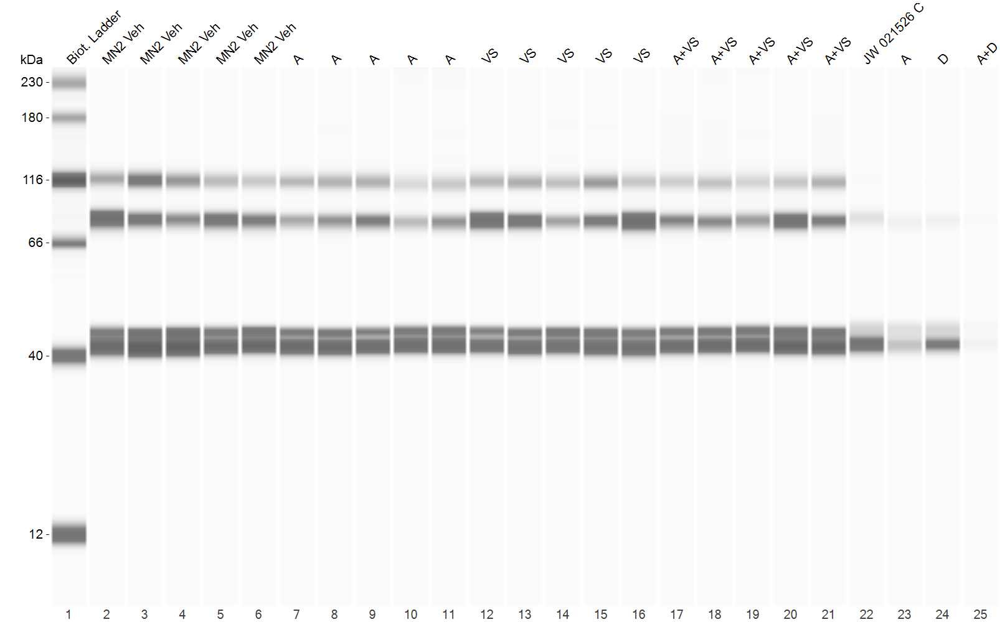 Biot. Ladder
MN2 Veh
MN2 Veh
MN2 Veh
MN2 Veh
MN2 Veh
A
A
A
A
A
VS
VS
VS
VS
VS
A+VS
A+VS
A+VS
A+VS
A+VS
JW 021526 C
A
D
A+D
kDa
230
180
116
66
40
12
1 2 3 4 5 6 7 8 9 10 11 12 13 14 15 16 17 18 19 20 21 22 23 24 25